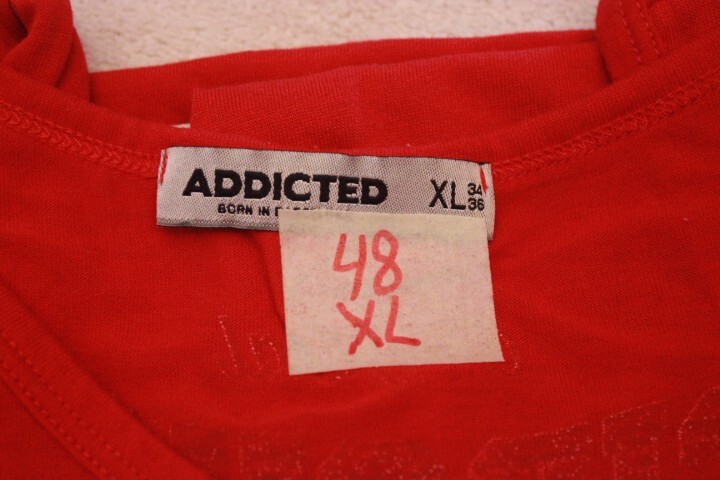 ADDICTED
XL 34
36
BORN IN
48
XL